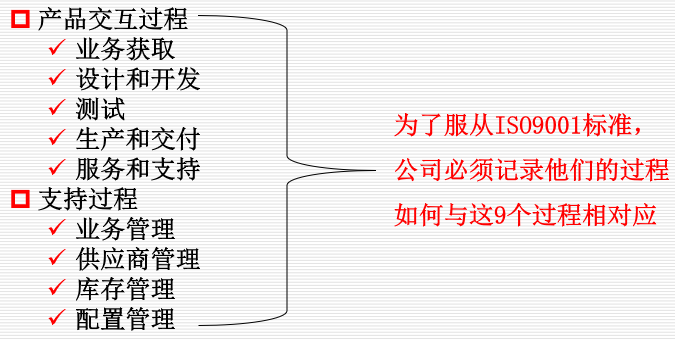 产品交互过程
业务获取
设计和开发
测试
生产和交付
服务和支持
支持过程
业务管理
供应商管理
库存管理
配置管理
为了服从ISO9001标准，
公司必须记录他们的过程
如何与这9个过程相对应